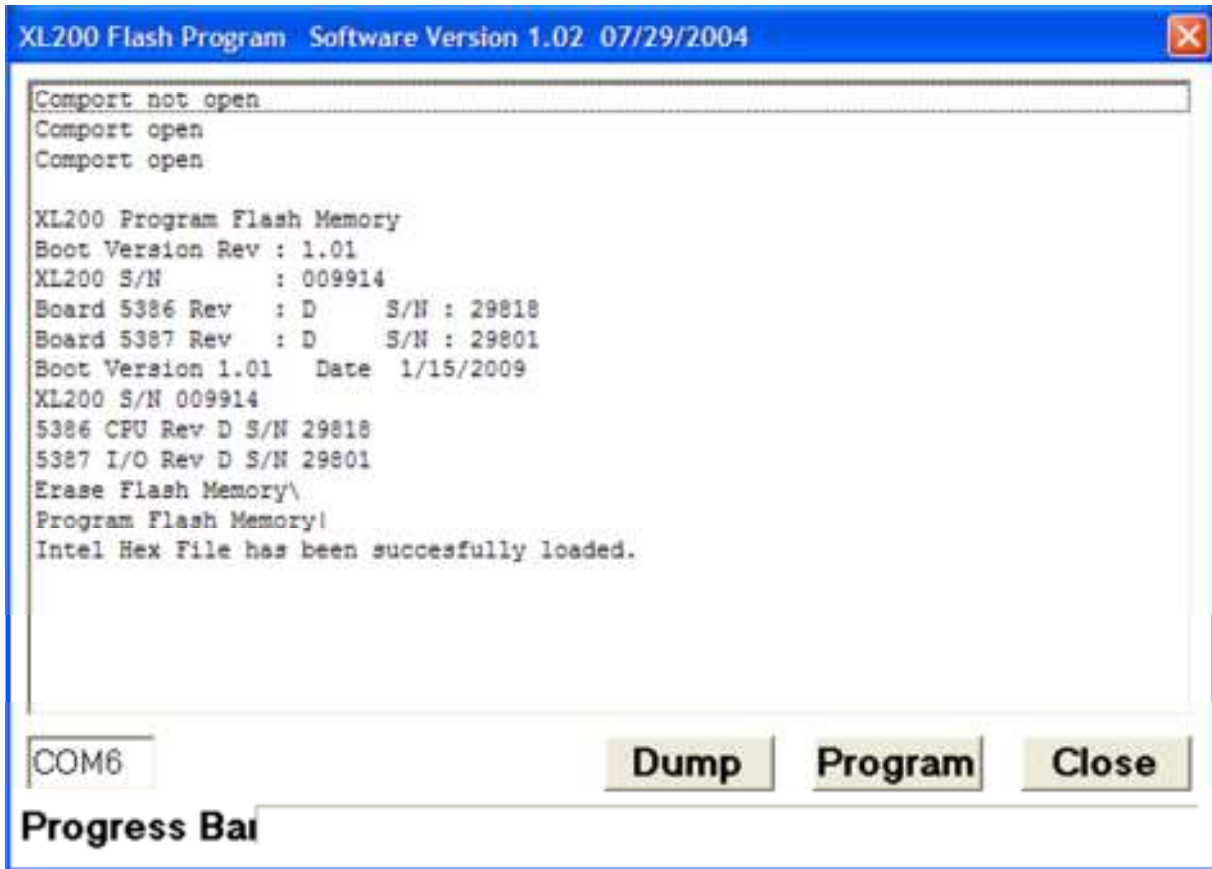 XL200 Flash Program   Software Version 1.02  07/29/2004
Comport not open
Comport open
Comport open
XL200 Program Flash Memory
Boot Version Rev : 1.01
XL200 S/N        : 009914
Board 5386 Rev   : D     S/N : 29818
Board 5387 Rev   : D     S/N : 29801
Boot Version 1.01   Date  1/15/2009
XL200 S/N 009914
5386 CPU Rev D S/N 29818
5387 I/O Rev D S/N 29801
Erase Flash Memory\
Program Flash Memory|
Intel Hex File has been succesfully loaded.
COM6 Dump Program Close
Progress Bar